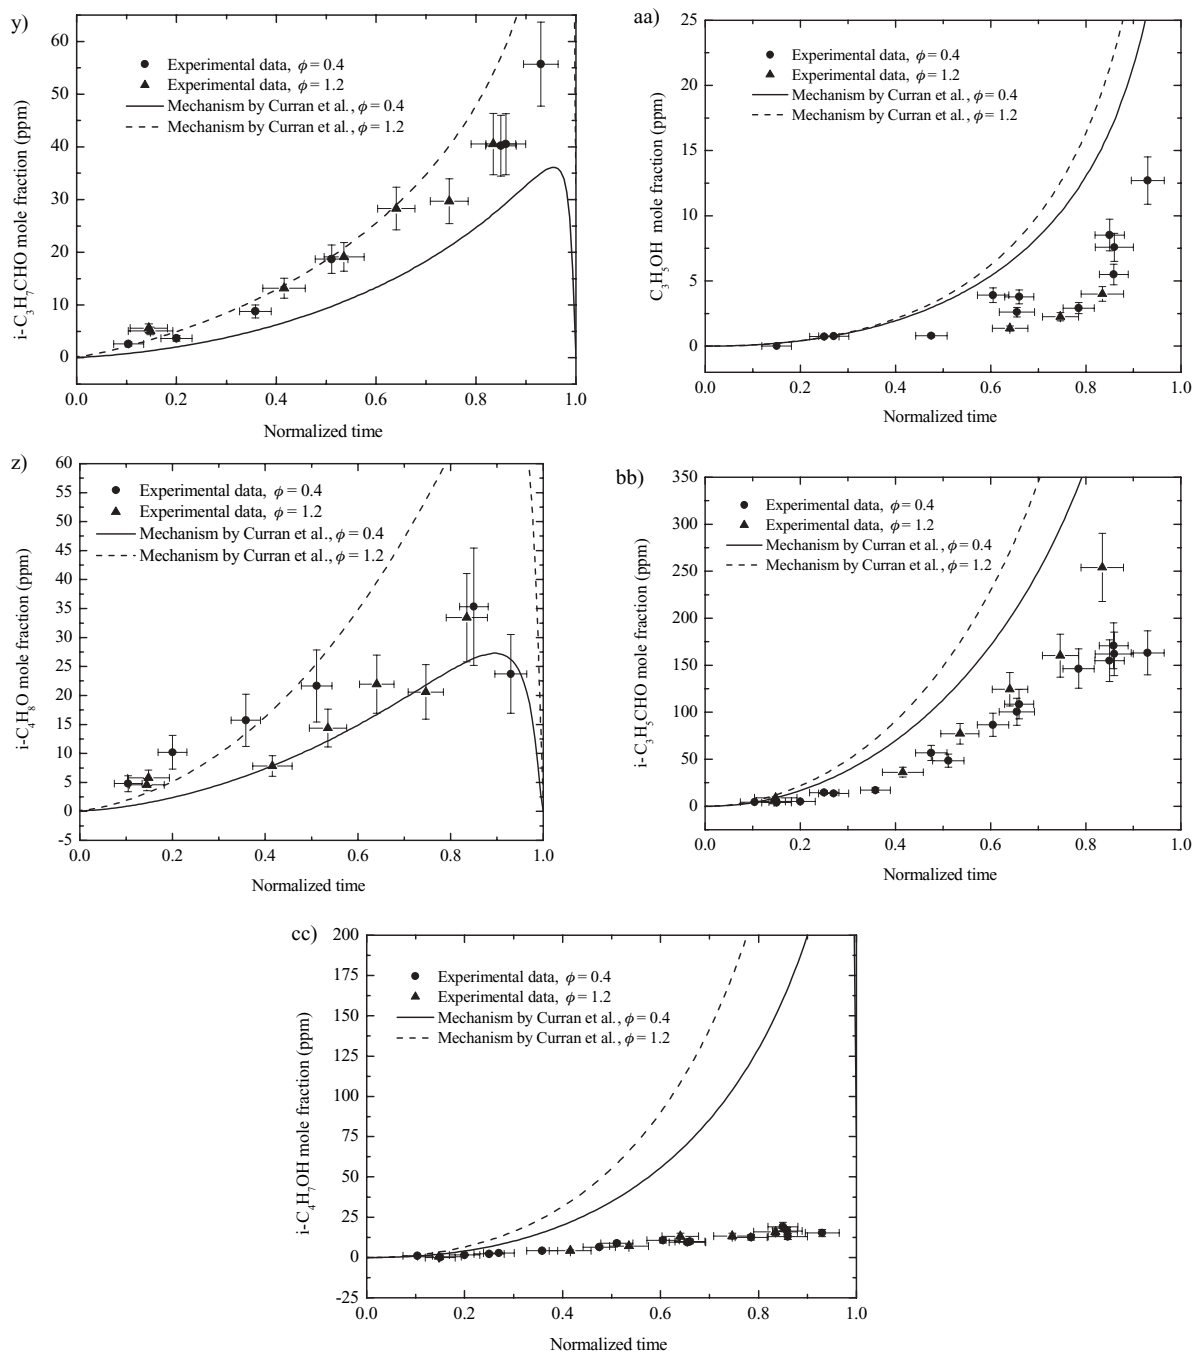 y)
60
50
40
30
20
10
0
i-C3H7CHO mole fraction (ppm)
Experimental data, ϕ = 0.4
Experimental data, ϕ = 1.2
Mechanism by Curran et al., ϕ = 0.4
Mechanism by Curran et al., ϕ = 1.2
0.0 0.2 0.4 0.6 0.8 1.0
Normalized time
aa)
25
20
15
10
5
0
C3H5OH mole fraction (ppm)
Experimental data, ϕ = 0.4
Experimental data, ϕ = 1.2
Mechanism by Curran et al., ϕ = 0.4
Mechanism by Curran et al., ϕ = 1.2
0.0 0.2 0.4 0.6 0.8 1.0
Normalized time
z)
60
55
50
45
40
35
30
25
20
15
10
5
0
-5
i-C4H8O mole fraction (ppm)
Experimental data, ϕ = 0.4
Experimental data, ϕ = 1.2
Mechanism by Curran et al., ϕ = 0.4
Mechanism by Curran et al., ϕ = 1.2
0.0 0.2 0.4 0.6 0.8 1.0
Normalized time
bb)
350
300
250
200
150
100
50
0
i-C3H5CHO mole fraction (ppm)
Experimental data, ϕ = 0.4
Experimental data, ϕ = 1.2
Mechanism by Curran et al., ϕ = 0.4
Mechanism by Curran et al., ϕ = 1.2
0.0 0.2 0.4 0.6 0.8 1.0
Normalized time
cc)
200
175
150
125
100
75
50
25
0
-25
i-C4H7OH mole fraction (ppm)
Experimental data, ϕ = 0.4
Experimental data, ϕ = 1.2
Mechanism by Curran et al., ϕ = 0.4
Mechanism by Curran et al., ϕ = 1.2
0.0 0.2 0.4 0.6 0.8 1.0
Normalized time